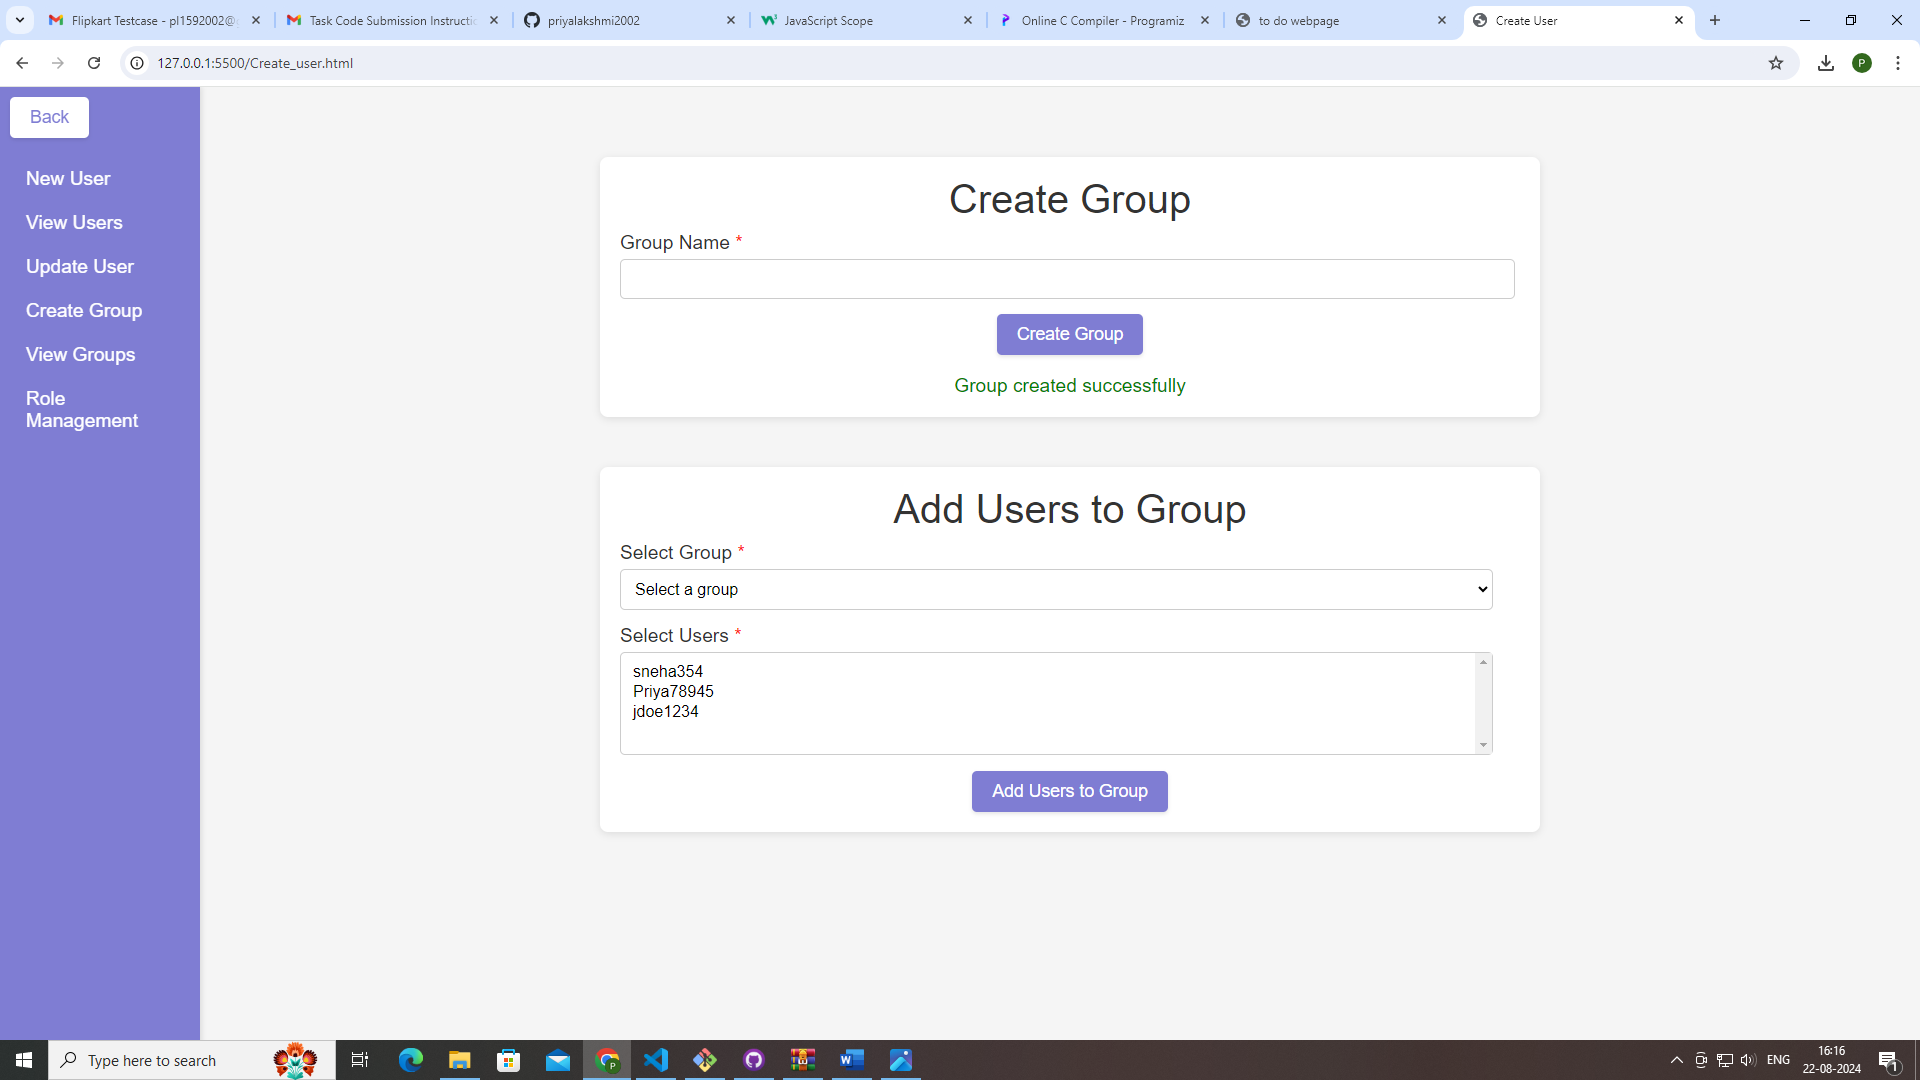 Flipkart Testcase - pl1592002@g
Task Code Submission Instructic
priyalakshmi2002
JavaScript Scope
Online C Compiler - Programiz
to do webpage
Create User
127.0.0.1:5500/Create_user.html
P
Back
New User
View Users
Update User
Create Group
View Groups
Role
Management
Create Group
Group Name *
Create Group
Group created successfully
Add Users to Group
Select Group *
Select a group
Select Users *
sneha354
Priya78945
jdoe1234
Add Users to Group
Type here to search
ENG
16:16
22-08-2024
1